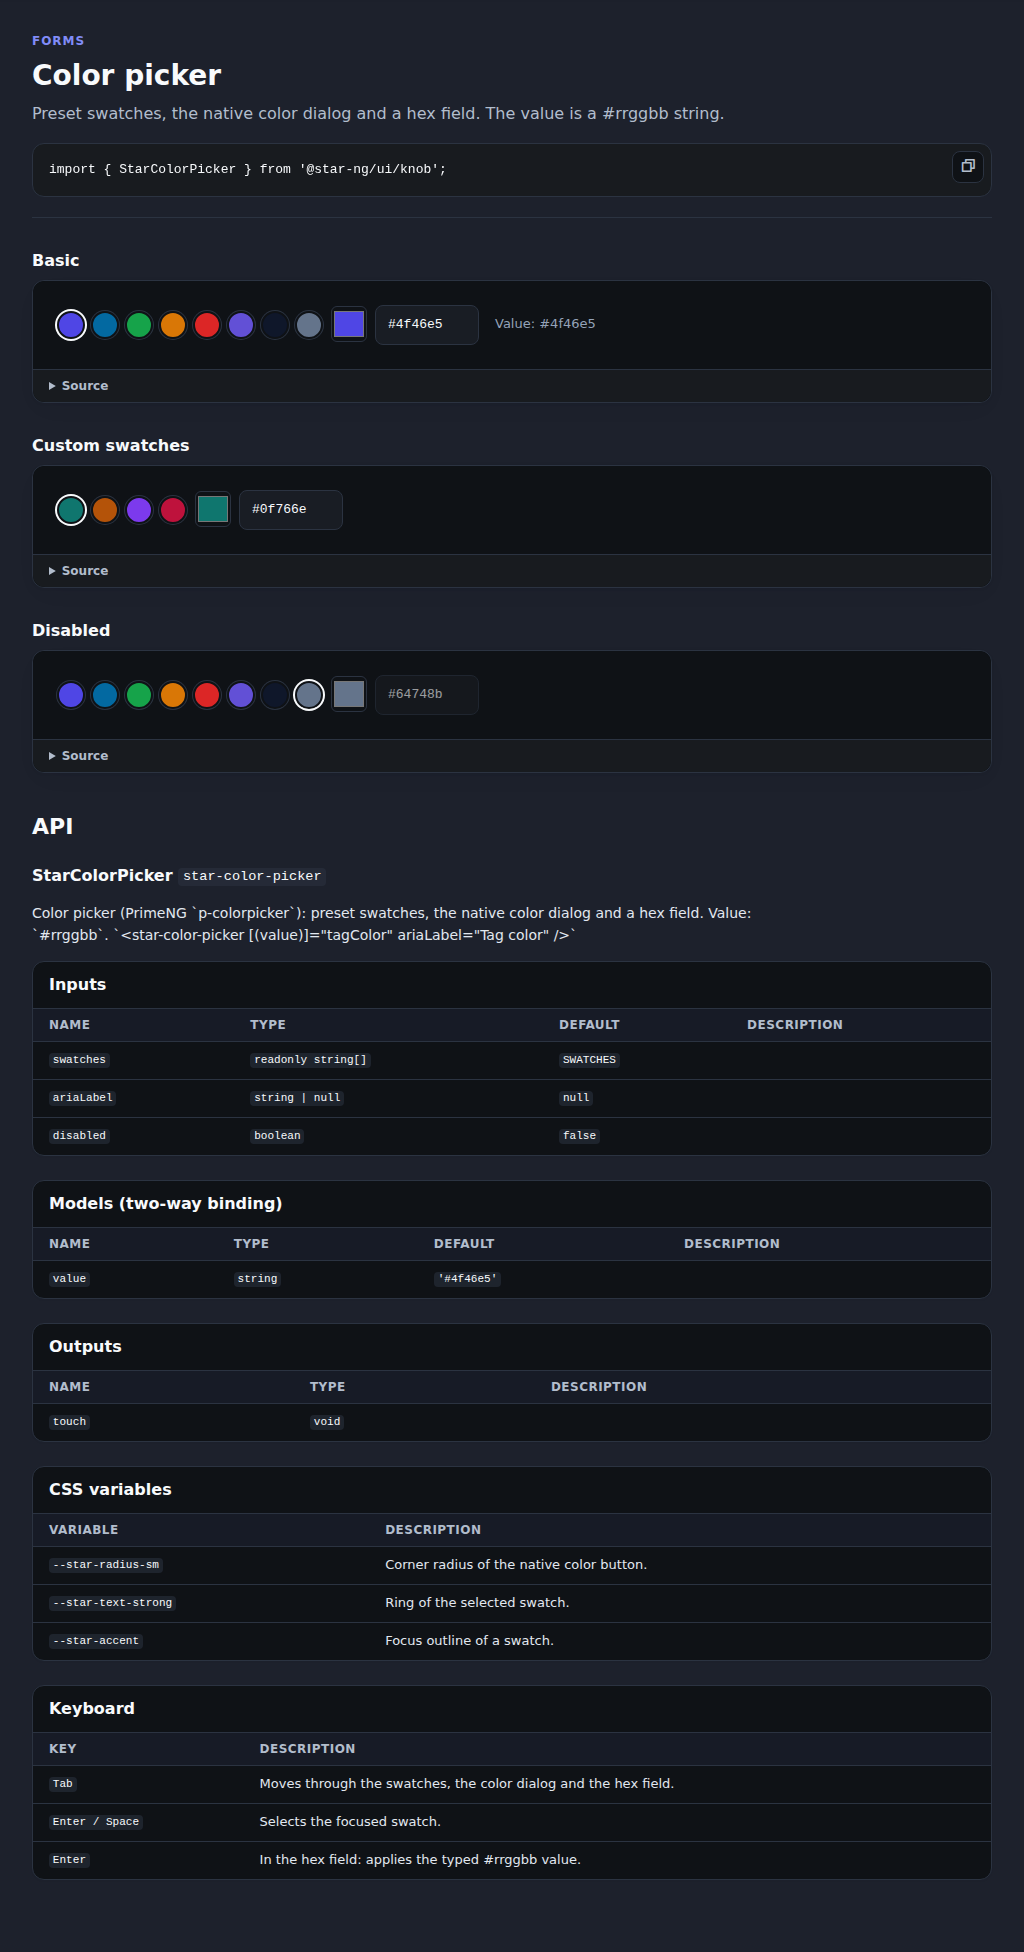 FORMS
Color picker
Preset swatches, the native color dialog and a hex field. The value is a #rrggbb string.
import { StarColorPicker } from '@star-ng/ui/knob';
Basic
#4f46e5 Value: #4f46e5
Source
Custom swatches
#0f766e
Source
Disabled
#64748b
Source
API
StarColorPicker star-color-picker
Color picker (PrimeNG `p-colorpicker`): preset swatches, the native color dialog and a hex field. Value:
`#rrggbb`. `<star-color-picker [(value)]="tagColor" ariaLabel="Tag color" />`
Inputs
NAME TYPE DEFAULT DESCRIPTION
swatches readonly string[] SWATCHES
ariaLabel string | null null
disabled boolean false
Models (two-way binding)
NAME TYPE DEFAULT DESCRIPTION
value string '#4f46e5'
Outputs
NAME TYPE DESCRIPTION
touch void
CSS variables
VARIABLE DESCRIPTION
--star-radius-sm Corner radius of the native color button.
--star-text-strong Ring of the selected swatch.
--star-accent Focus outline of a swatch.
Keyboard
KEY DESCRIPTION
Tab Moves through the swatches, the color dialog and the hex field.
Enter / Space Selects the focused swatch.
Enter In the hex field: applies the typed #rrggbb value.